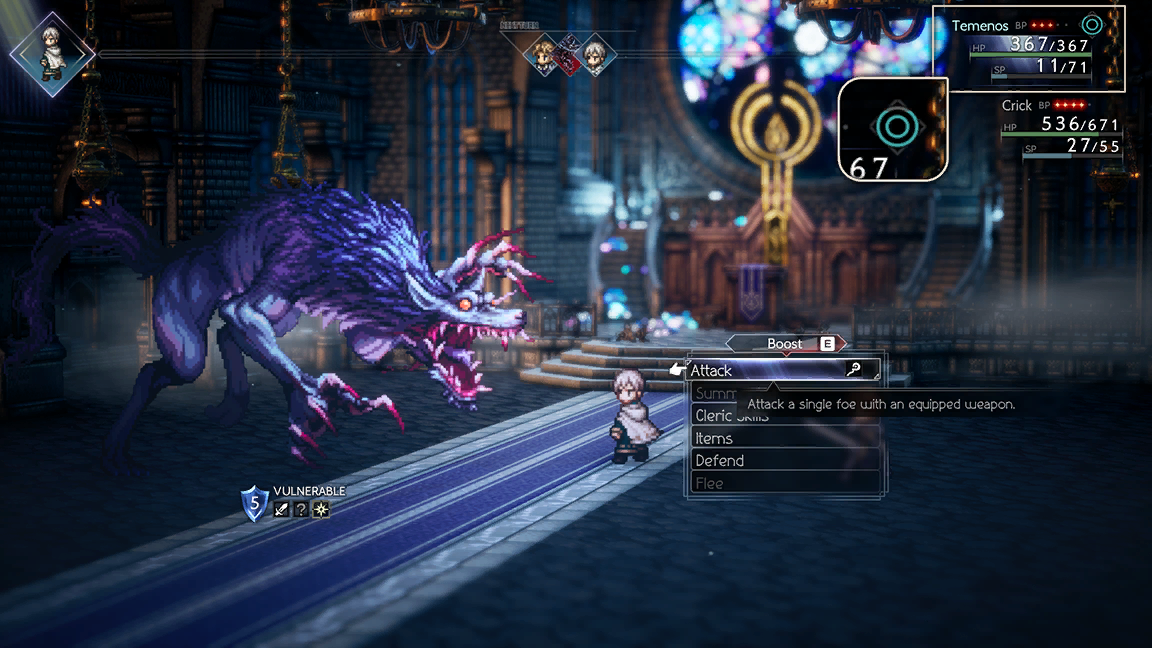 Temenos BP
HP 367/367
SP 11/71
Crick BP
HP 536/671
SP 27/55
67
Boost E
Attack
Attack a single foe with an equipped weapon.
Cleric Skills
Items
Defend
Flee
VULNERABLE
5 ?